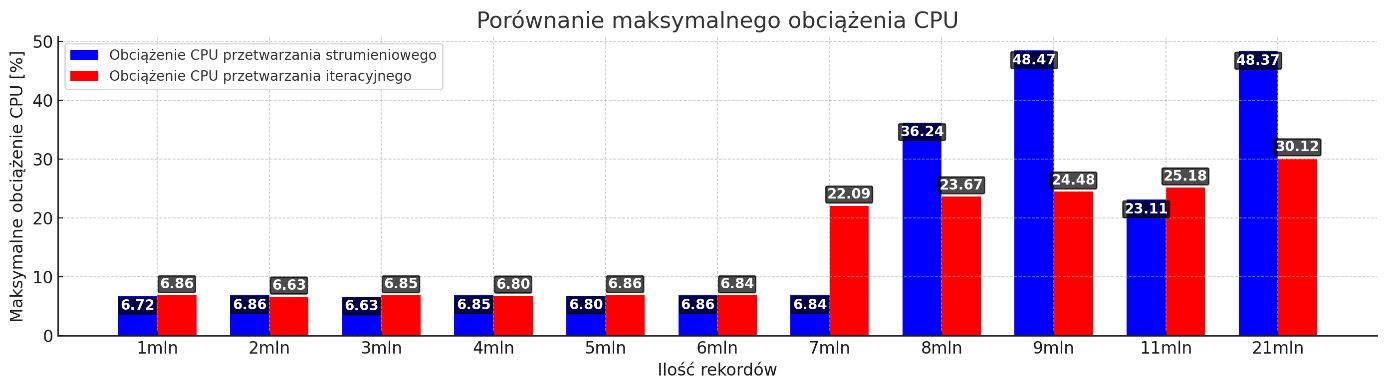 Porównanie maksymalnego obciążenia CPU
Maksymalne obciążenie CPU [%]
50
40
30
20
10
0
Obciążenie CPU przetwarzania strumieniowego
Obciążenie CPU przetwarzania iteracyjnego
6.72 6.86 6.86 6.63 6.63 6.85 6.85 6.80 6.80 6.86 6.86 6.84 6.84 22.09 36.24 23.67 48.47 24.48 23.11 25.18 48.37 30.12
1mln 2mln 3mln 4mln 5mln 6mln 7mln 8mln 9mln 11mln 21mln
Ilość rekordów